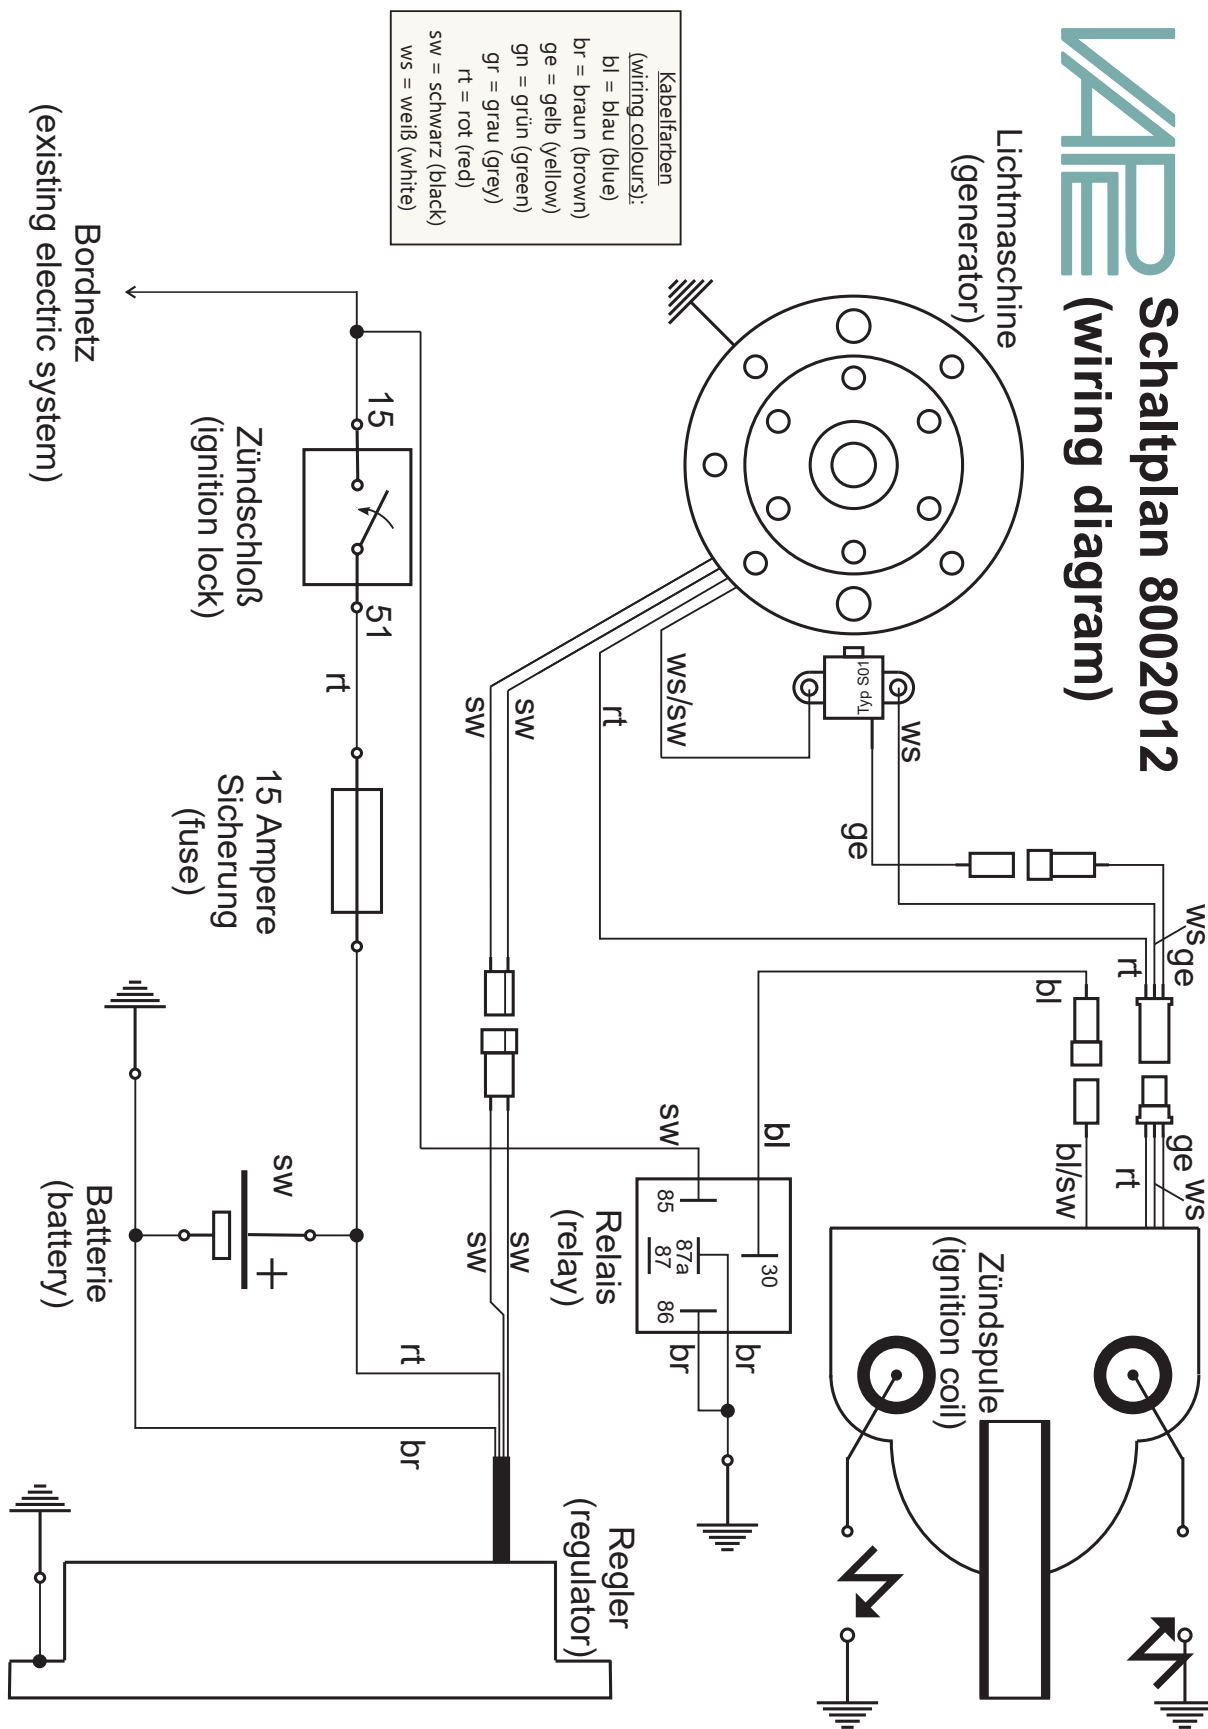 VAPE
Schaltplan 8002012
(wiring diagram)
Lichtmaschine
(generator)
Kabelfarben
(wiring colours):
bl = blau (blue)
br = braun (brown)
ge = gelb (yellow)
gn = grün (green)
gr = grau (grey)
rt = rot (red)
sw = schwarz (black)
ws = weiß (white)
Typ S01
ws
ws/sw
ge
rt
sw
sw
ws
ge
rt
bl
ge
ws
rt
bl/sw
Zündspule
(ignition coil)
bl
sw
30
85
87a
87
86
Relais
(relay)
br
br
sw
sw
15
51
Zündschloß
(ignition lock)
rt
15 Ampere
Sicherung
(fuse)
Bordnetz
(existing electric system)
sw
+
Batterie
(battery)
rt
br
Regler
(regulator)